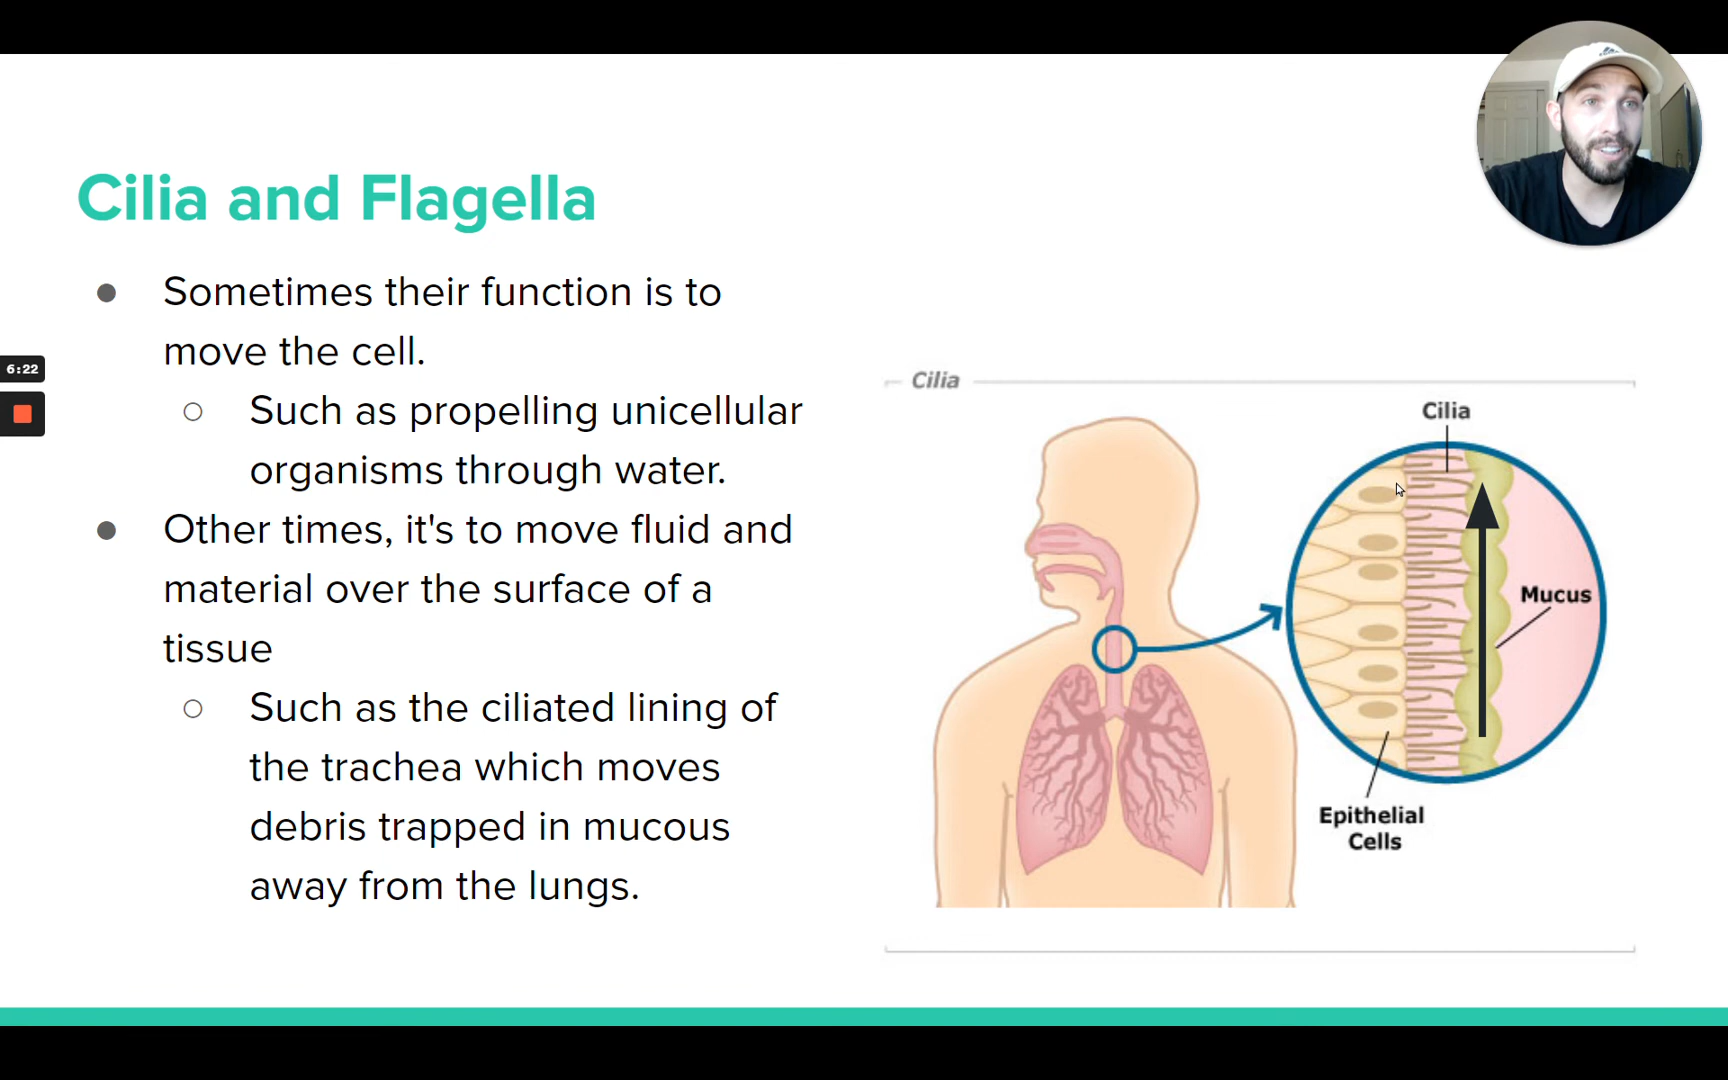 Cilia and Flagella
● Sometimes their function is to
move the cell.
○ Such as propelling unicellular
organisms through water.
● Other times, it's to move fluid and
material over the surface of a
tissue
○ Such as the ciliated lining of
the trachea which moves
debris trapped in mucous
away from the lungs.
6:22
Cilia
Cilia
Mucus
Epithelial
Cells